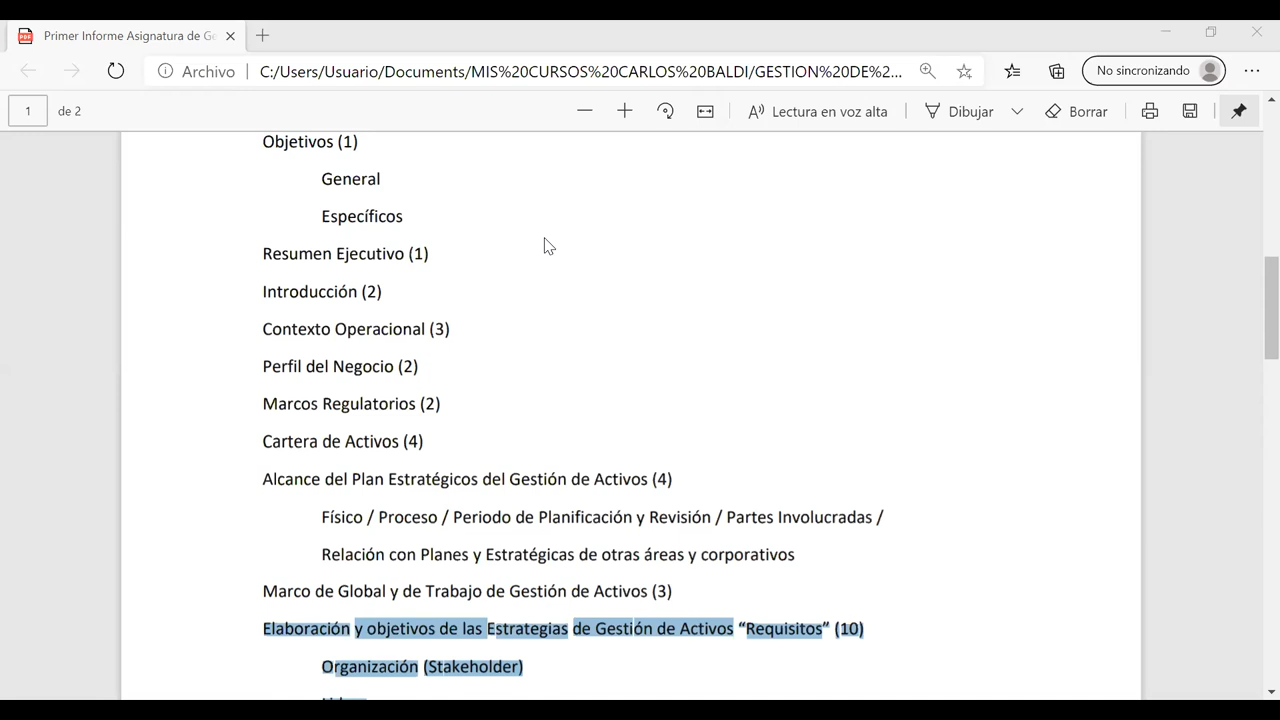 Primer Informe Asignatura de Ge
Archivo
C:/Users/Usuario/Documents/MIS%20CURSOS%20CARLOS%20BALDI/GESTION%20DE%2...
No sincronizando
1 de 2
Lectura en voz alta
Dibujar
Borrar
Objetivos (1)
General
Específicos
Resumen Ejecutivo (1)
Introducción (2)
Contexto Operacional (3)
Perfil del Negocio (2)
Marcos Regulatorios (2)
Cartera de Activos (4)
Alcance del Plan Estratégicos del Gestión de Activos (4)
Físico / Proceso / Periodo de Planificación y Revisión / Partes Involucradas /
Relación con Planes y Estratégicas de otras áreas y corporativos
Marco de Global y de Trabajo de Gestión de Activos (3)
Elaboración y objetivos de las Estrategias de Gestión de Activos “Requisitos” (10)
Organización (Stakeholder)